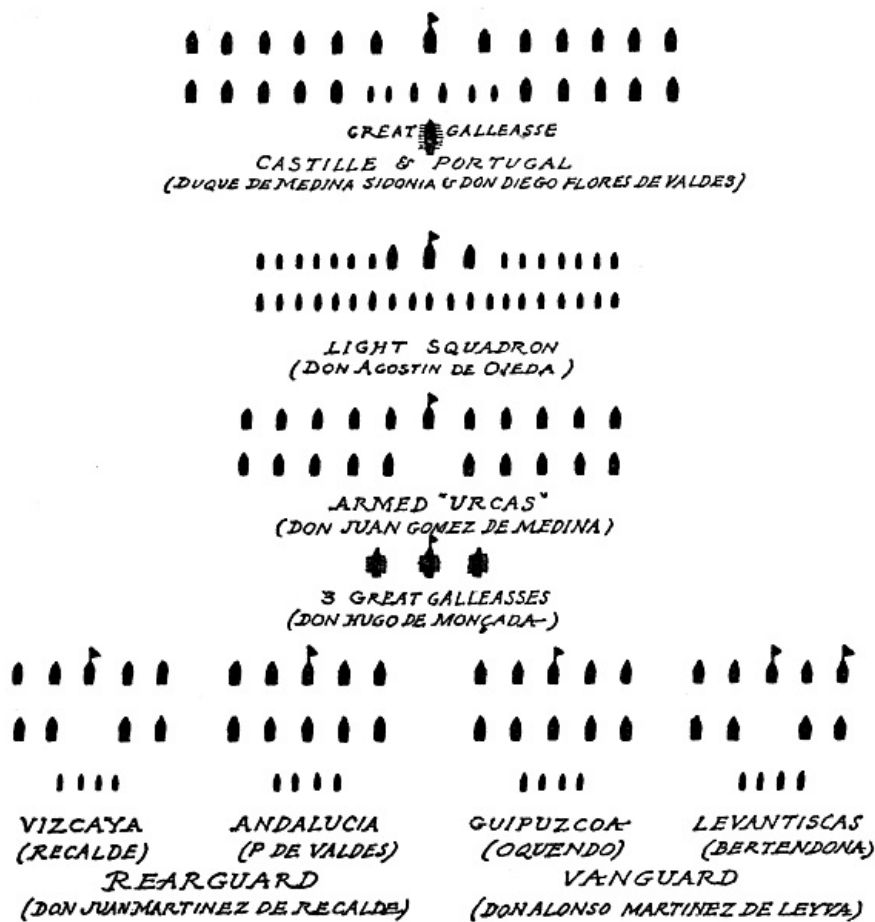 GREAT GALLEASSE
CASTILLE & PORTUGAL
(DUQUE DE MEDINA SIDONIA & DON DIEGO FLORES DE VALDES)
LIGHT SQUADRON
(DON AGOSTIN DE OJEDA)
ARMED "URCAS"
(DON JUAN GOMEZ DE MEDINA)
3 GREAT GALLEASSES
(DON HUGO DE MONÇADA)
VIZCAYA ANDALUCIA GUIPUZCOA LEVANTISCAS
(RECALDE) (P DE VALDES) (OQUENDO) (BERTENDONA)
REARGUARD VANGUARD
(DON JUAN MARTINEZ DE RECALDE) (DON ALONSO MARTINEZ DE LEYVA)